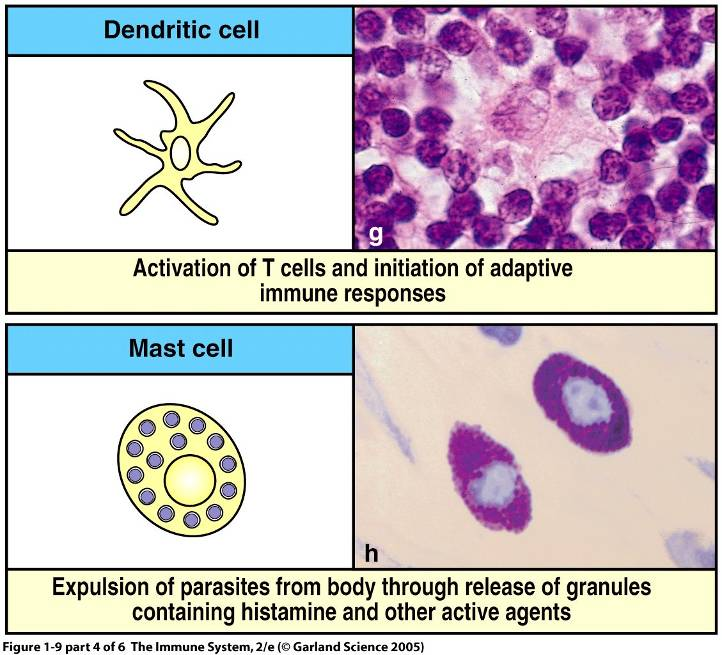 Dendritic cell
g
Activation of T cells and initiation of adaptive
immune responses
Mast cell
h
Expulsion of parasites from body through release of granules
containing histamine and other active agents
Figure 1-9 part 4 of 6 The Immune System, 2/e (© Garland Science 2005)